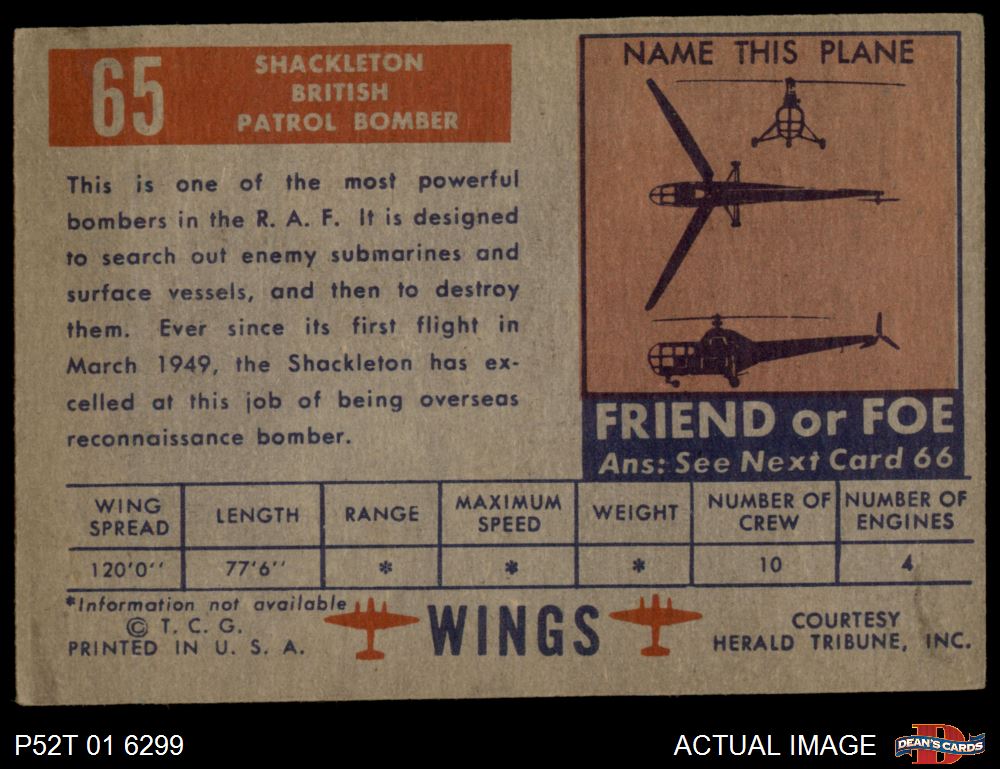 65
SHACKLETON
BRITISH
PATROL BOMBER
This is one of the most powerful
bombers in the R. A. F. It is designed
to search out enemy submarines and
surface vessels, and then to destroy
them. Ever since its first flight in
March 1949, the Shackleton has ex-
celled at this job of being overseas
reconnaissance bomber.
NAME THIS PLANE
FRIEND or FOE
Ans: See Next Card 66
WING SPREAD LENGTH RANGE MAXIMUM SPEED WEIGHT NUMBER OF CREW NUMBER OF ENGINES
120'0'' 77'6'' * * * 10 4
*Information not available
© T. C. G.
PRINTED IN U. S. A.
WINGS
COURTESY
HERALD TRIBUNE, INC.
P52T 01 6299
ACTUAL IMAGE
D
DEAN'S CARDS